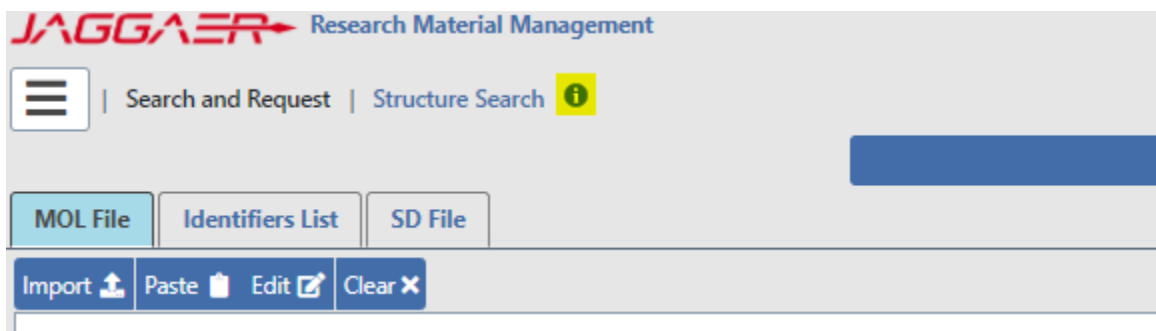 JAGGAER Research Material Management
| Search and Request | Structure Search
MOL File Identifiers List SD File
Import Paste Edit Clear